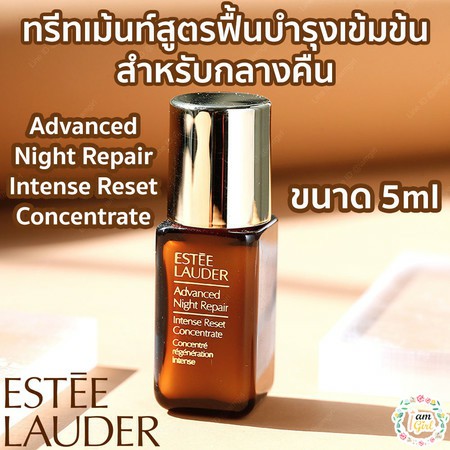 ทรีทเม้นท์สูตรฟื้นบำรุงเข้มข้น
สำหรับกลางคืน
Advanced
Night Repair
Intense Reset
Concentrate
ขนาด 5ml
ESTĒE
LAUDER
Advanced
Night Repair
Intense Reset
Concentrate
Concentré
régénération
intense
ESTĒE
LAUDER
I am
Girl